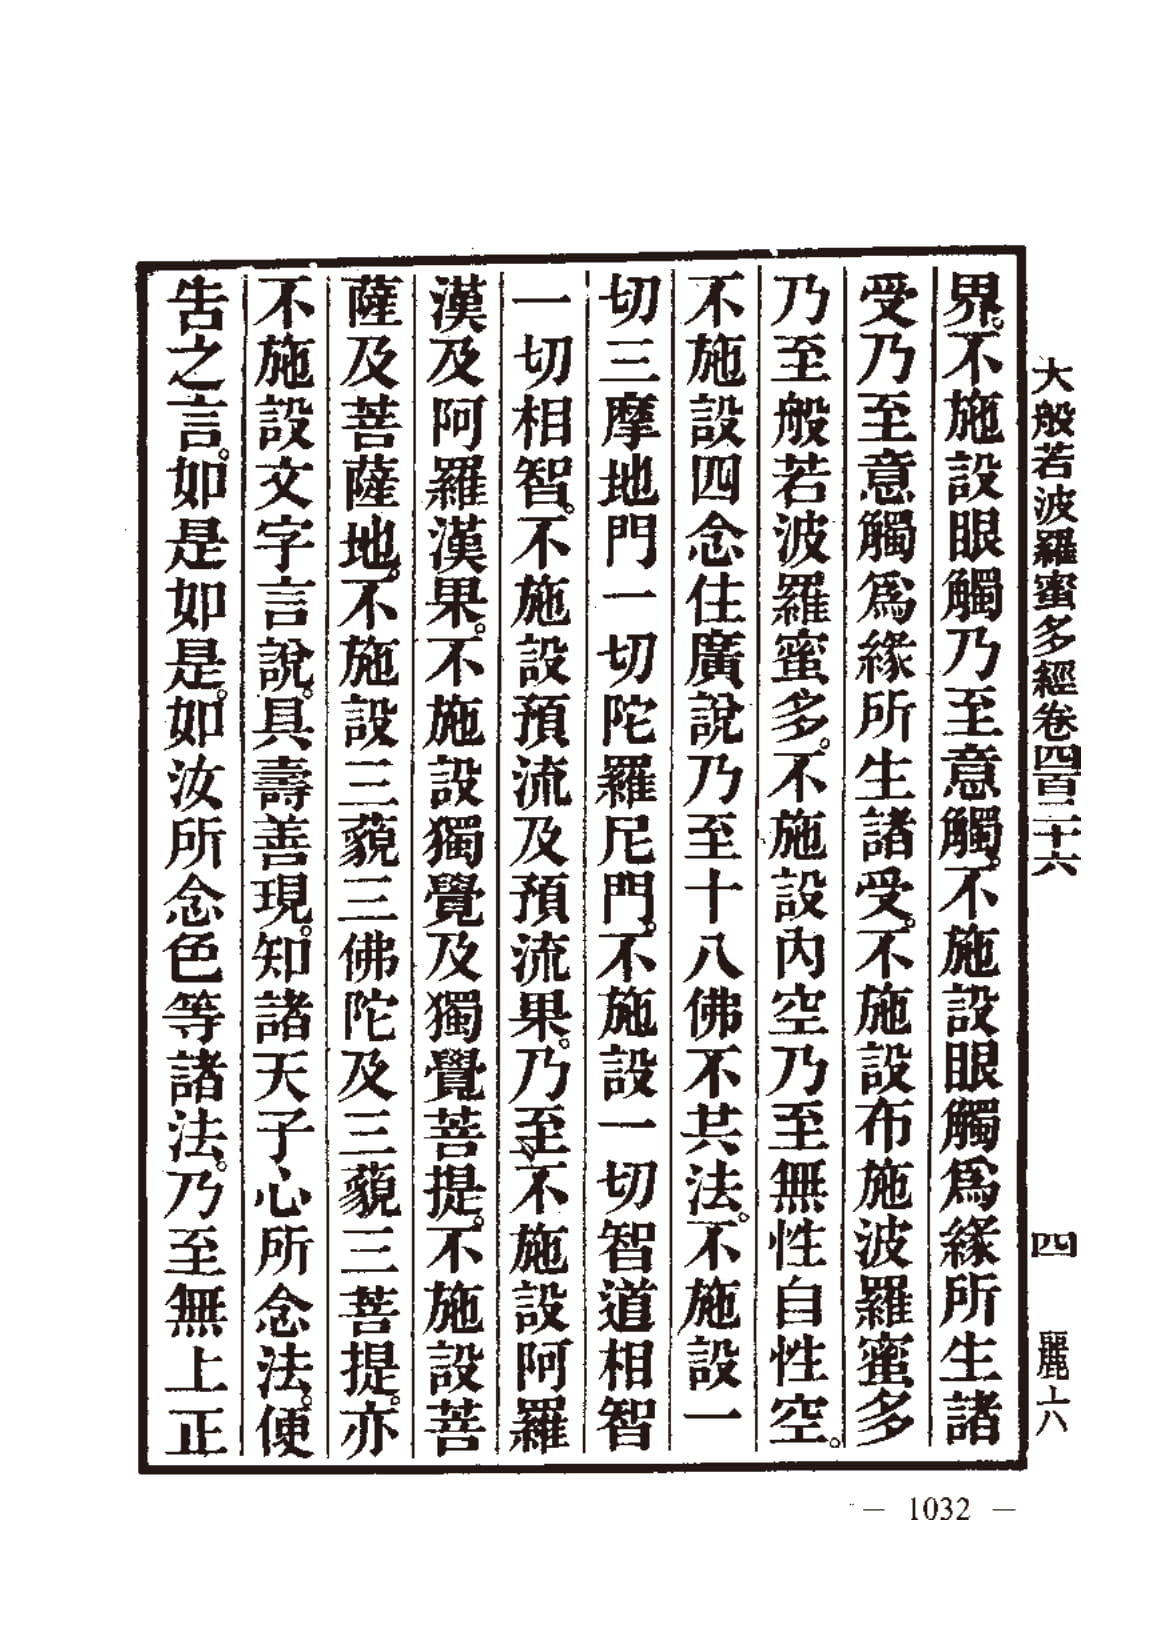 大般若波羅蜜多經卷四百二十六 四 麗六
界。不施設眼觸乃至意觸。不施設眼觸爲緣所生諸
受乃至意觸爲緣所生諸受。不施設布施波羅蜜多
乃至般若波羅蜜多。不施設內空乃至無性自性空。
不施設四念住廣說乃至十八佛不共法。不施設一
切三摩地門一切陀羅尼門。不施設一切智道相智
一切相智。不施設預流及預流果。乃至不施設阿羅
漢及阿羅漢果。不施設獨覺及獨覺菩提。不施設菩
薩及菩薩地。不施設三藐三佛陀及三藐三菩提。亦
不施設文字言說。具壽善現。知諸天子心所念法。便
告之言。如是如是。如汝所念色等諸法。乃至無上正
— 1032 —